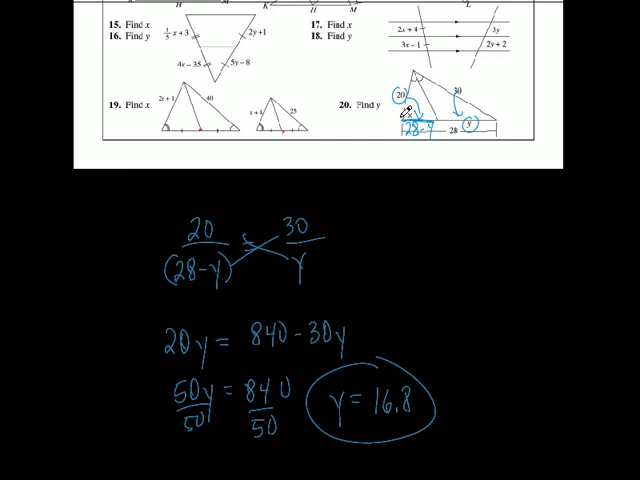 H M K H M L
15. Find x 1/5 x + 3 2y + 1 17. Find x 2x + 4 3y
16. Find y 4x − 35 5y − 8 18. Find y 3x − 1 2y + 2
19. Find x 2x + 1 40 x + 4 25 20. Find y 20 30
x y
28-y 28
20/(28-y) = 30/y
20y = 840 - 30y
50y/50 = 840/50 y = 16.8